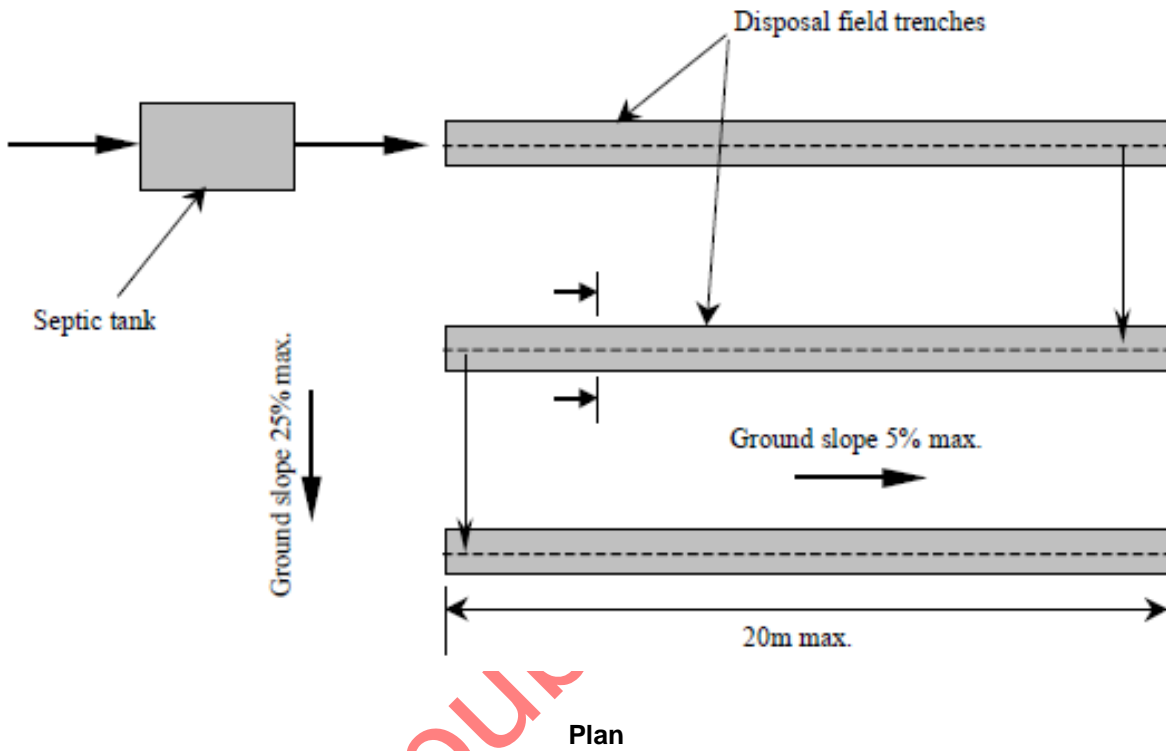 Disposal field trenches
Septic tank
Ground slope 25% max.
Ground slope 5% max.
20m max.
Plan